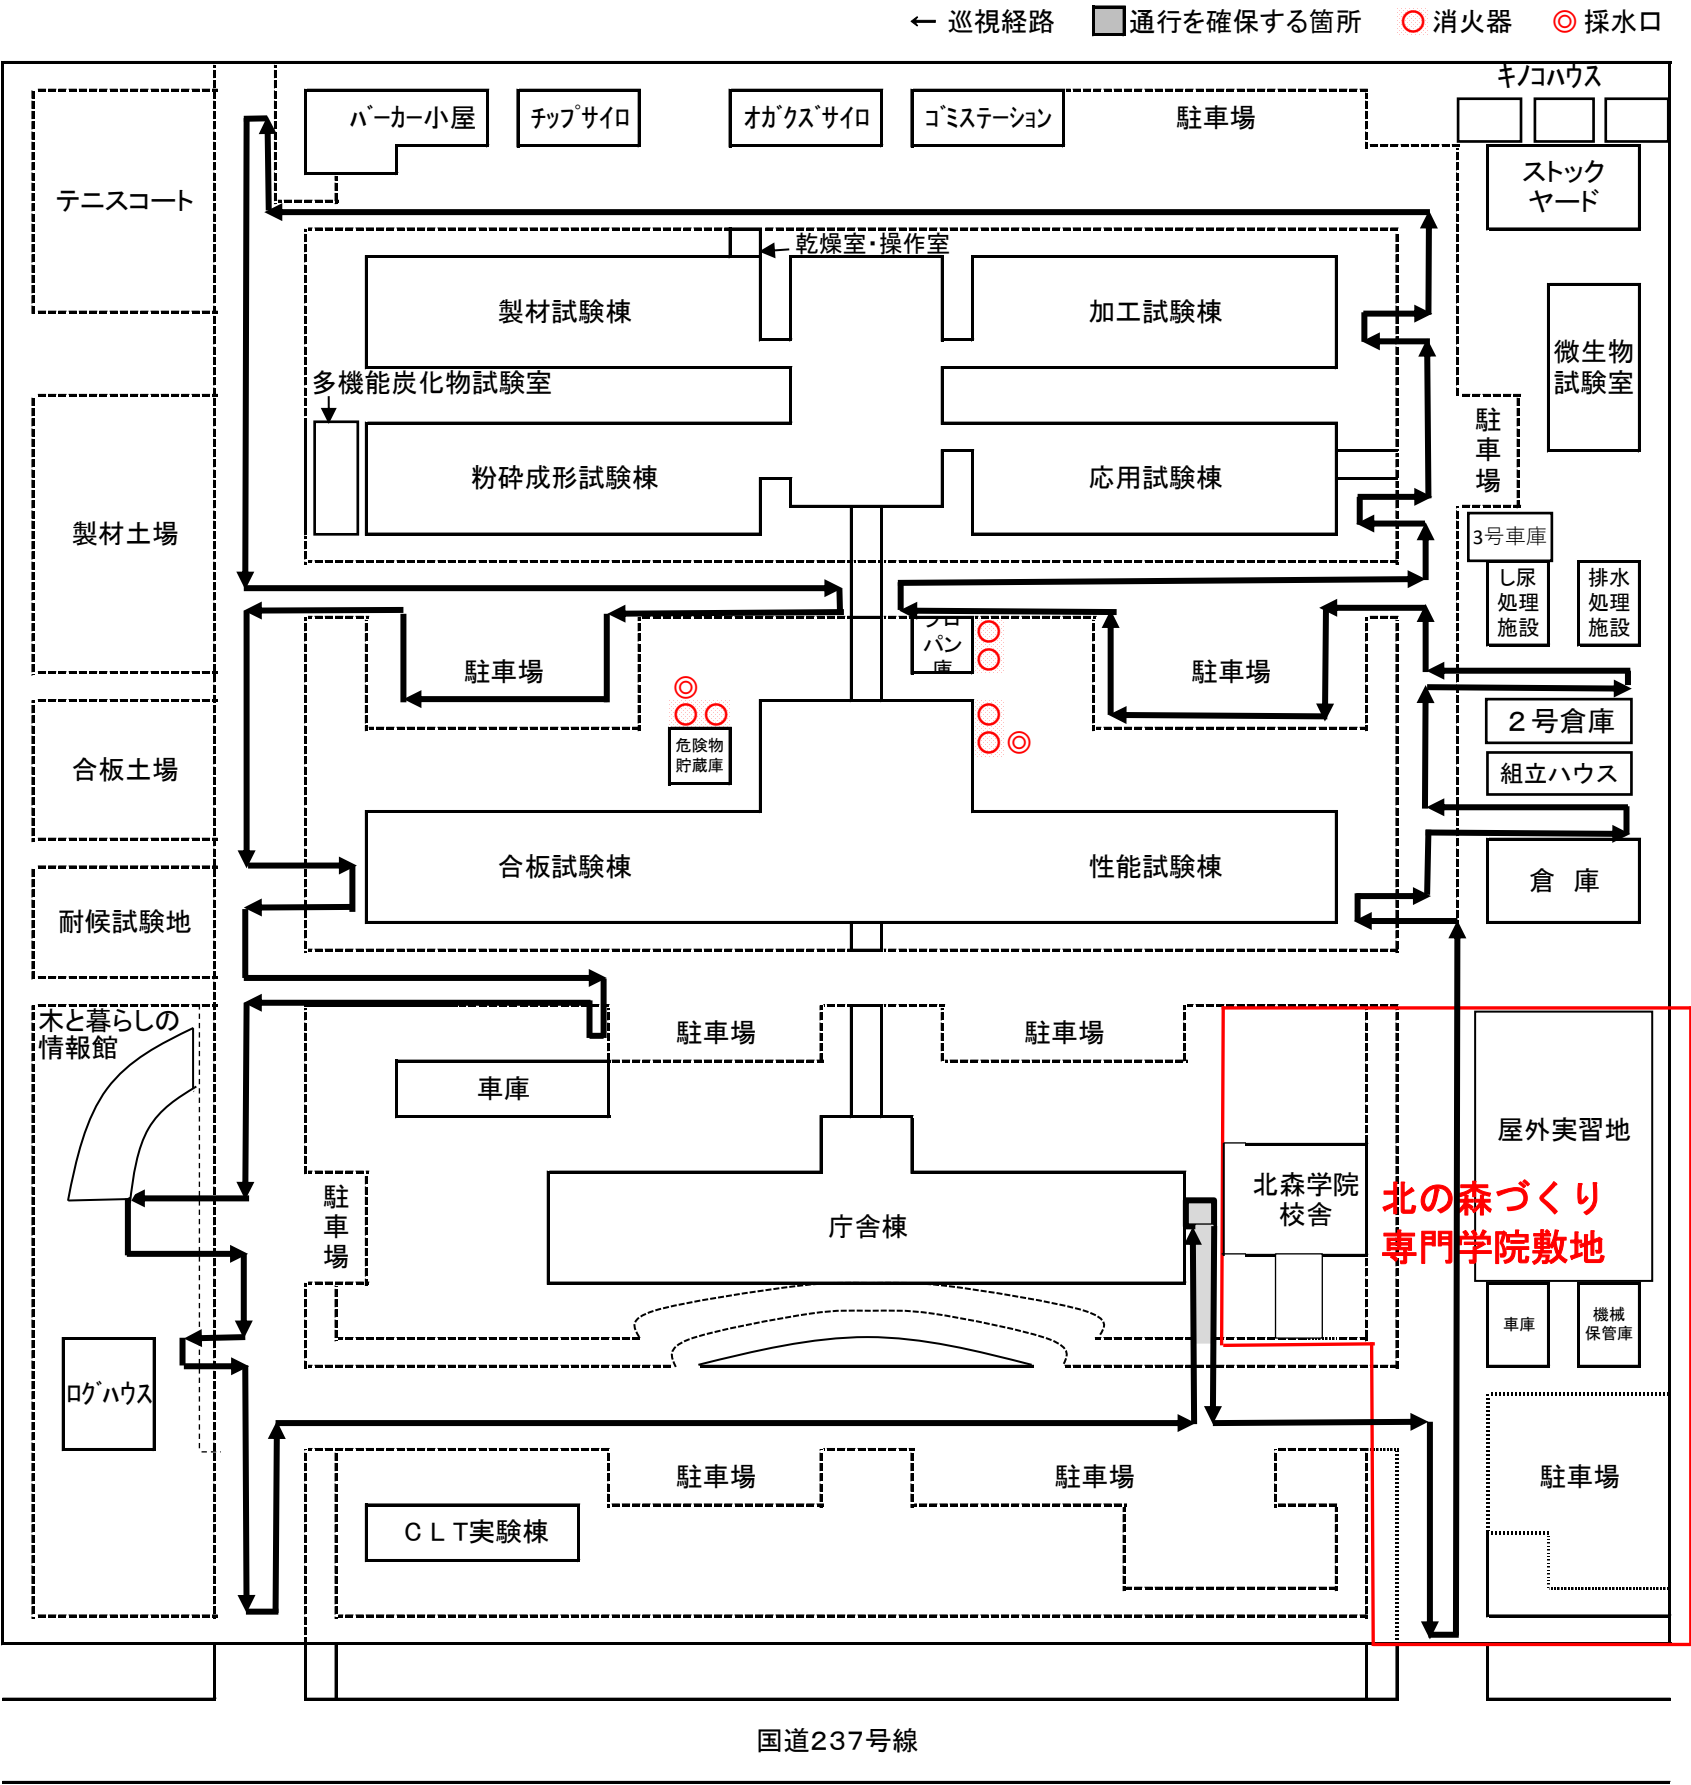 ← 巡視経路 通行を確保する箇所 消火器 採水口
キノコハウス
バーカー小屋 チップサイロ オガクズサイロ ゴミステーション 駐車場
ストック
ヤード
テニスコート
乾燥室・操作室
製材試験棟 加工試験棟
微生物
試験室
多機能炭化物試験室
駐
車
場
粉砕成形試験棟 応用試験棟
製材土場
3号車庫
し尿
処理
施設
排水
処理
施設
プロ
パン
庫
駐車場 駐車場
2号倉庫
危険物
貯蔵庫
合板土場
組立ハウス
合板試験棟 性能試験棟
倉 庫
耐候試験地
木と暮らしの
情報館
駐車場 駐車場
車庫
屋外実習地
駐
車
場
庁舎棟
北森学院
校舎
北の森づくり
専門学院敷地
車庫
機械
保管庫
ログハウス
駐車場 駐車場 駐車場
CLT実験棟
国道237号線